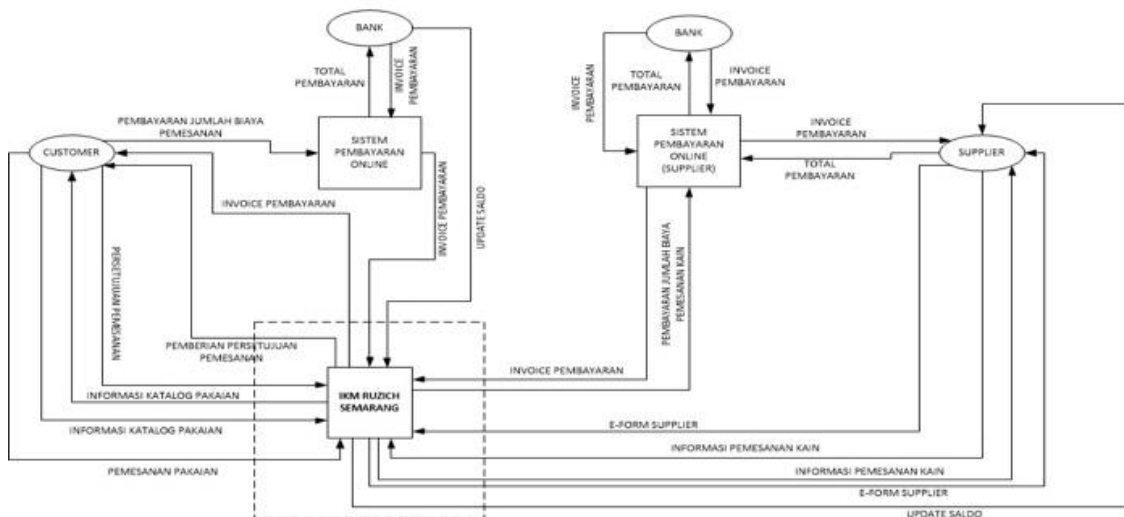 BANK
TOTAL
PEMBAYARAN
INVOICE
PEMBAYARAN
PEMBAYARAN JUMLAH BIAYA
PEMESANAN
SISTEM
PEMBAYARAN
ONLINE
CUSTOMER
INVOICE PEMBAYARAN
INVOICE PEMBAYARAN
UPDATE SALDO
PERSETUJUAN PEMESANAN
PEMBERIAN PERSETUJUAN
PEMESANAN
IKM RUZICH
SEMARANG
INFORMASI KATALOG PAKAIAN
INFORMASI KATALOG PAKAIAN
PEMESANAN PAKAIAN
BANK
INVOICE
PEMBAYARAN
TOTAL
PEMBAYARAN
INVOICE
PEMBAYARAN
SISTEM
PEMBAYARAN
ONLINE
(SUPPLIER)
INVOICE
PEMBAYARAN
TOTAL
PEMBAYARAN
SUPPLIER
PEMBAYARAN JUMLAH BIAYA
PEMESANAN KAIN
INVOICE PEMBAYARAN
E-FORM SUPPLIER
INFORMASI PEMESANAN KAIN
INFORMASI PEMESANAN KAIN
E-FORM SUPPLIER
UPDATE SALDO